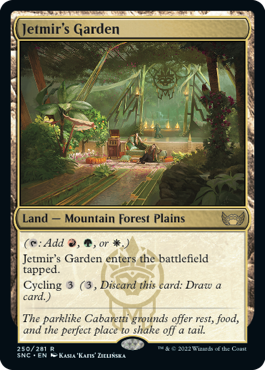 Jetmir's Garden
Land — Mountain Forest Plains
(: Add , , or .)
Jetmir's Garden enters the battlefield
tapped.
Cycling 3 (3, Discard this card: Draw a
card.)
The parklike Cabaretti grounds offer rest, food,
and the perfect place to shake off a tail.
250/281 R
SNC • EN KASIA 'KAFIS' ZIELIŃSKA
™ & © 2022 Wizards of the Coast